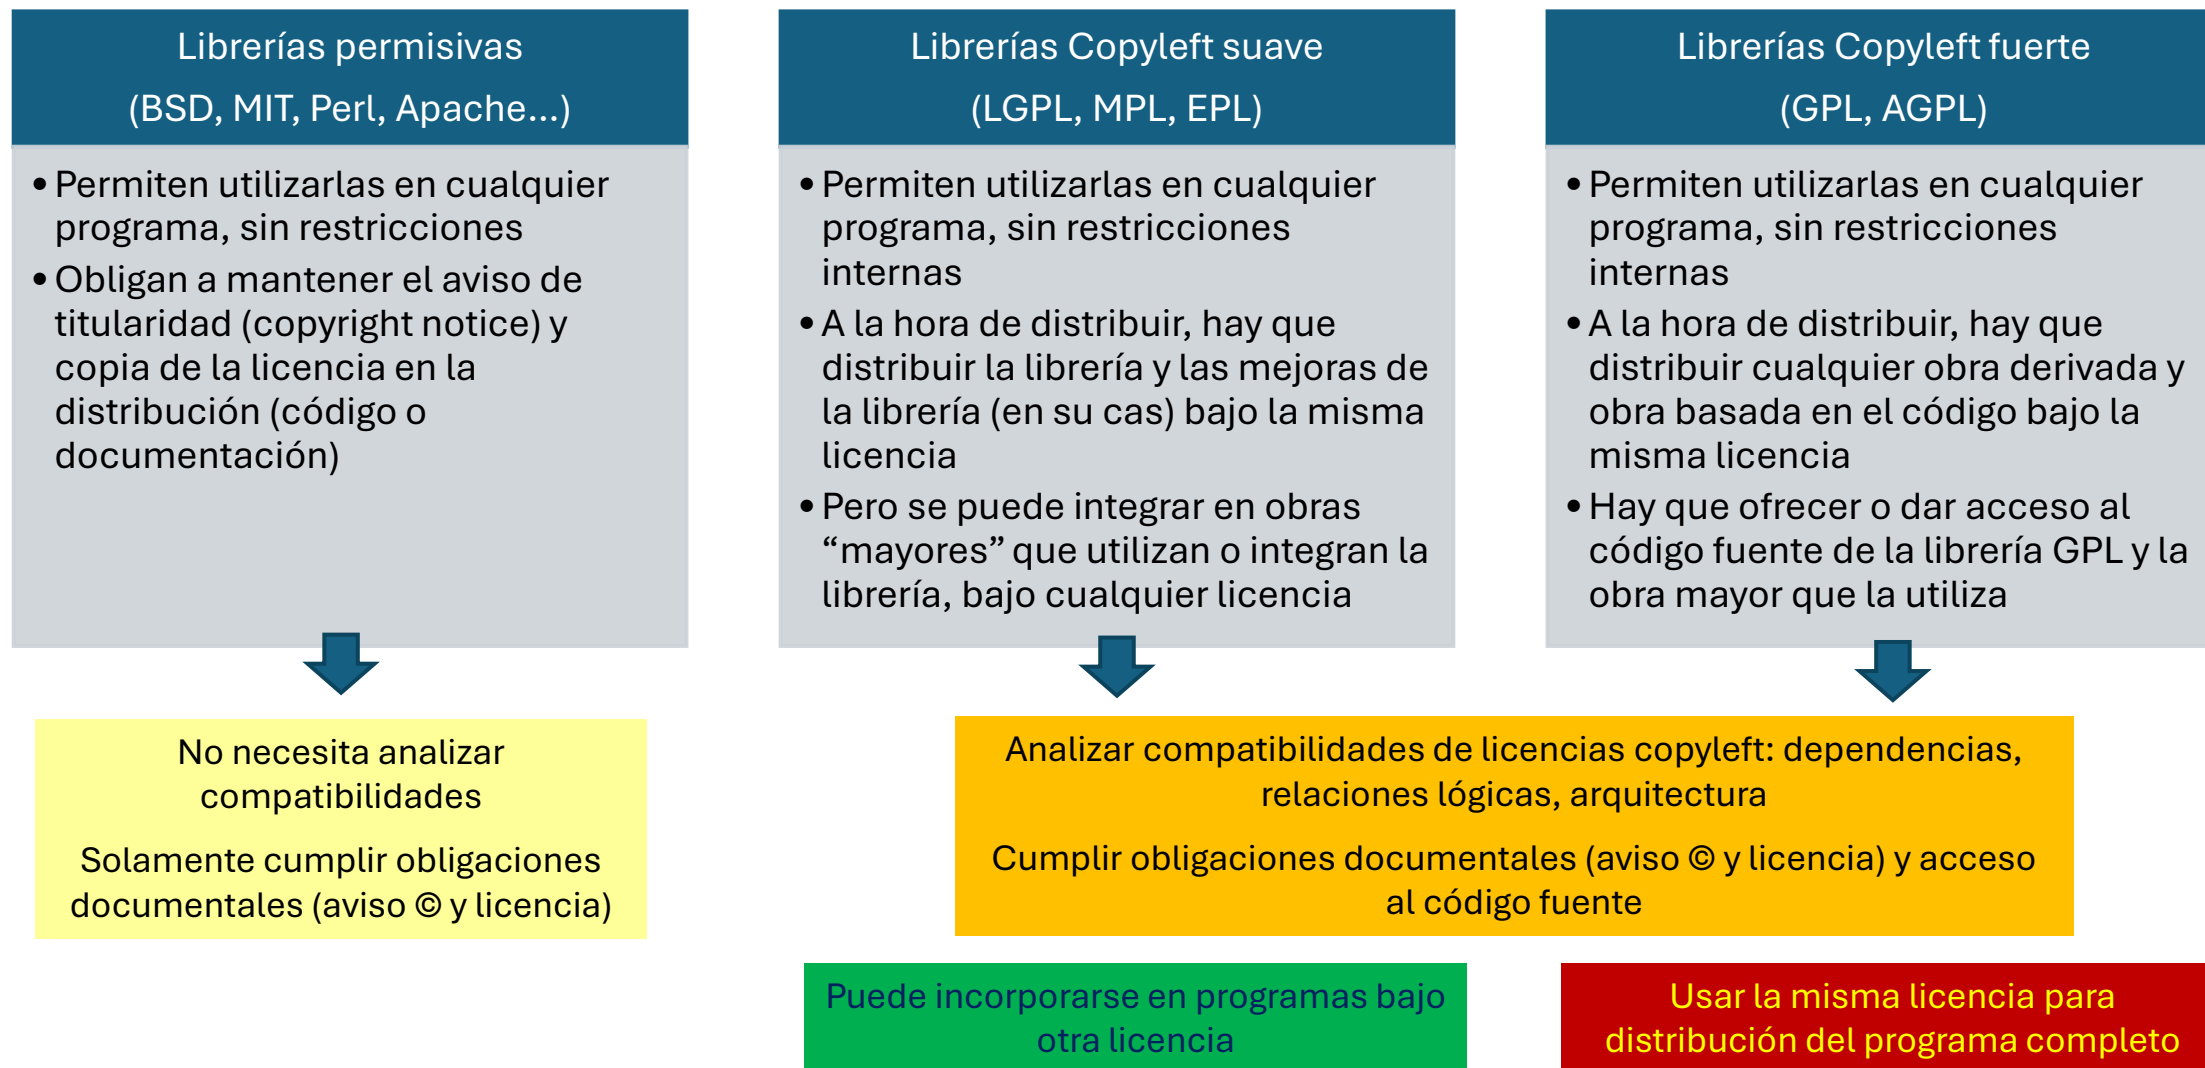 Librerías permisivas
(BSD, MIT, Perl, Apache...)
• Permiten utilizarlas en cualquier
programa, sin restricciones
• Obligan a mantener el aviso de
titularidad (copyright notice) y
copia de la licencia en la
distribución (código o
documentación)
No necesita analizar
compatibilidades
Solamente cumplir obligaciones
documentales (aviso © y licencia)
Librerías Copyleft suave
(LGPL, MPL, EPL)
• Permiten utilizarlas en cualquier
programa, sin restricciones
internas
• A la hora de distribuir, hay que
distribuir la librería y las mejoras de
la librería (en su cas) bajo la misma
licencia
• Pero se puede integrar en obras
“mayores” que utilizan o integran la
librería, bajo cualquier licencia
Librerías Copyleft fuerte
(GPL, AGPL)
• Permiten utilizarlas en cualquier
programa, sin restricciones
internas
• A la hora de distribuir, hay que
distribuir cualquier obra derivada y
obra basada en el código bajo la
misma licencia
• Hay que ofrecer o dar acceso al
código fuente de la librería GPL y la
obra mayor que la utiliza
Analizar compatibilidades de licencias copyleft: dependencias,
relaciones lógicas, arquitectura
Cumplir obligaciones documentales (aviso © y licencia) y acceso
al código fuente
Puede incorporarse en programas bajo
otra licencia
Usar la misma licencia para
distribución del programa completo